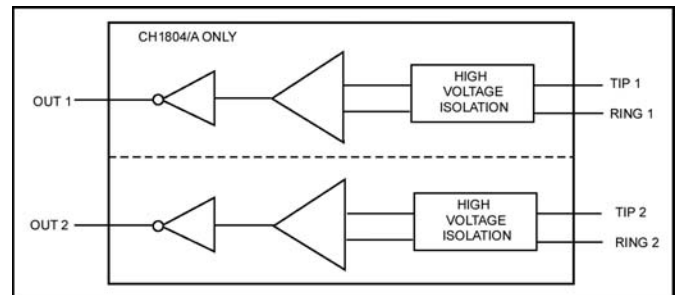 CH1804/A ONLY
OUT 1
HIGH
VOLTAGE
ISOLATION
TIP 1
RING 1
OUT 2
HIGH
VOLTAGE
ISOLATION
TIP 2
RING 2